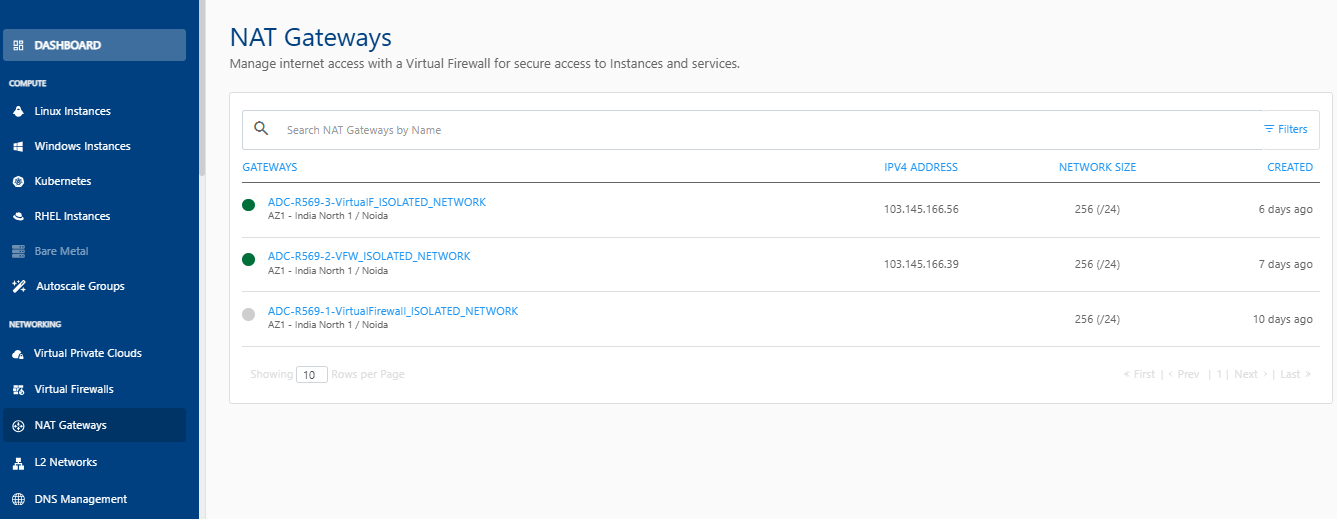 DASHBOARD
COMPUTE
Linux Instances
Windows Instances
Kubernetes
RHEL Instances
Bare Metal
Autoscale Groups
NETWORKING
Virtual Private Clouds
Virtual Firewalls
NAT Gateways
L2 Networks
DNS Management
NAT Gateways
Manage internet access with a Virtual Firewall for secure access to Instances and services.
Search NAT Gateways by Name
Filters
GATEWAYS IPV4 ADDRESS NETWORK SIZE CREATED
ADC-R569-3-VirtualF_ISOLATED_NETWORK
AZ1 - India North 1 / Noida
103.145.166.56 256 (/24) 6 days ago
ADC-R569-2-VFW_ISOLATED_NETWORK
AZ1 - India North 1 / Noida
103.145.166.39 256 (/24) 7 days ago
ADC-R569-1-VirtualFirewall_ISOLATED_NETWORK
AZ1 - India North 1 / Noida
256 (/24) 10 days ago
Showing 10 Rows per Page
« First | ‹ Prev | 1 | Next › | Last »